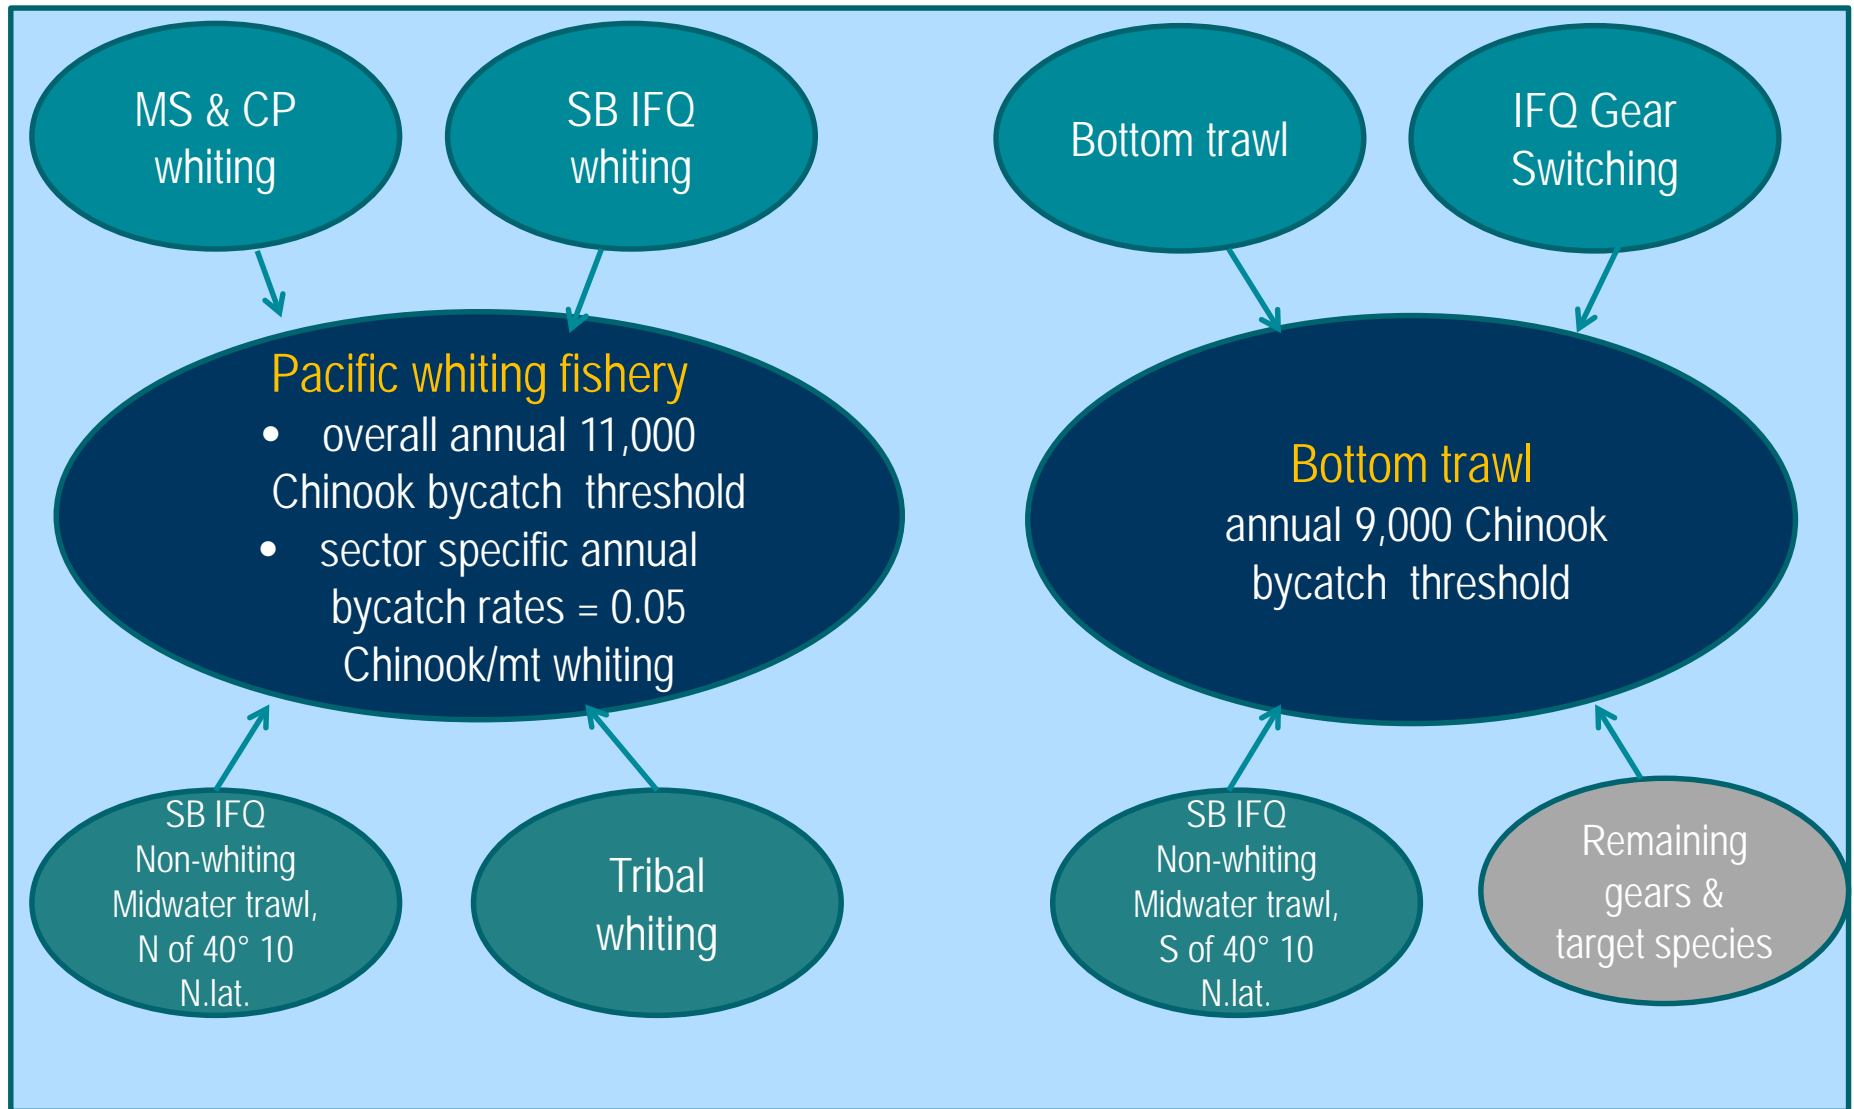 MS & CP
whiting
SB IFQ
whiting
Bottom trawl
IFQ Gear
Switching
Pacific whiting fishery
• overall annual 11,000
Chinook bycatch threshold
• sector specific annual
bycatch rates = 0.05
Chinook/mt whiting
Bottom trawl
annual 9,000 Chinook
bycatch threshold
SB IFQ
Non-whiting
Midwater trawl,
N of 40° 10
N.lat.
Tribal
whiting
SB IFQ
Non-whiting
Midwater trawl,
S of 40° 10
N.lat.
Remaining
gears &
target species